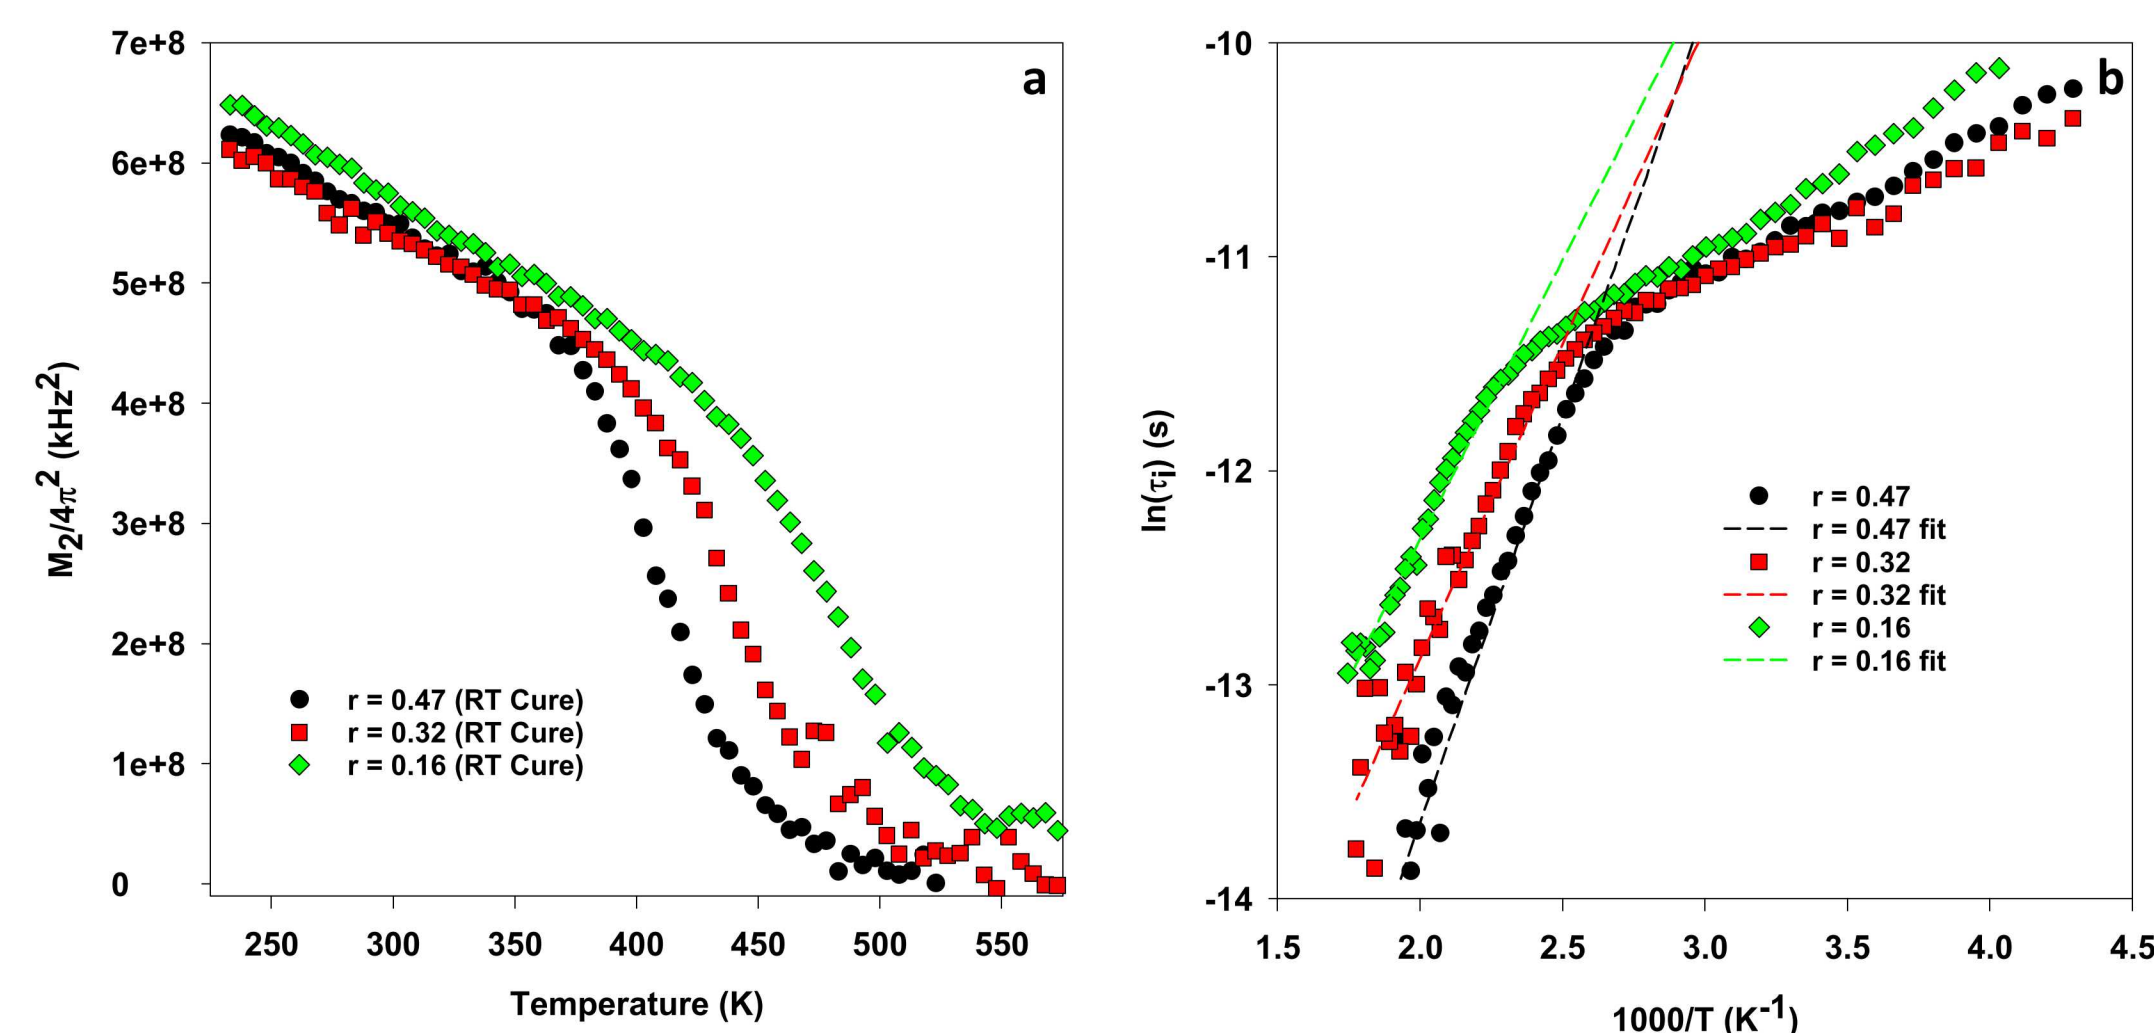 a
7e+8
6e+8
5e+8
4e+8
3e+8
2e+8
1e+8
0
M2/4π² (kHz²)
r = 0.47 (RT Cure)
r = 0.32 (RT Cure)
r = 0.16 (RT Cure)
250 300 350 400 450 500 550
Temperature (K)
b
-10
-11
-12
-13
-14
ln(τi) (s)
r = 0.47
r = 0.47 fit
r = 0.32
r = 0.32 fit
r = 0.16
r = 0.16 fit
1.5 2.0 2.5 3.0 3.5 4.0 4.5
1000/T (K⁻¹)